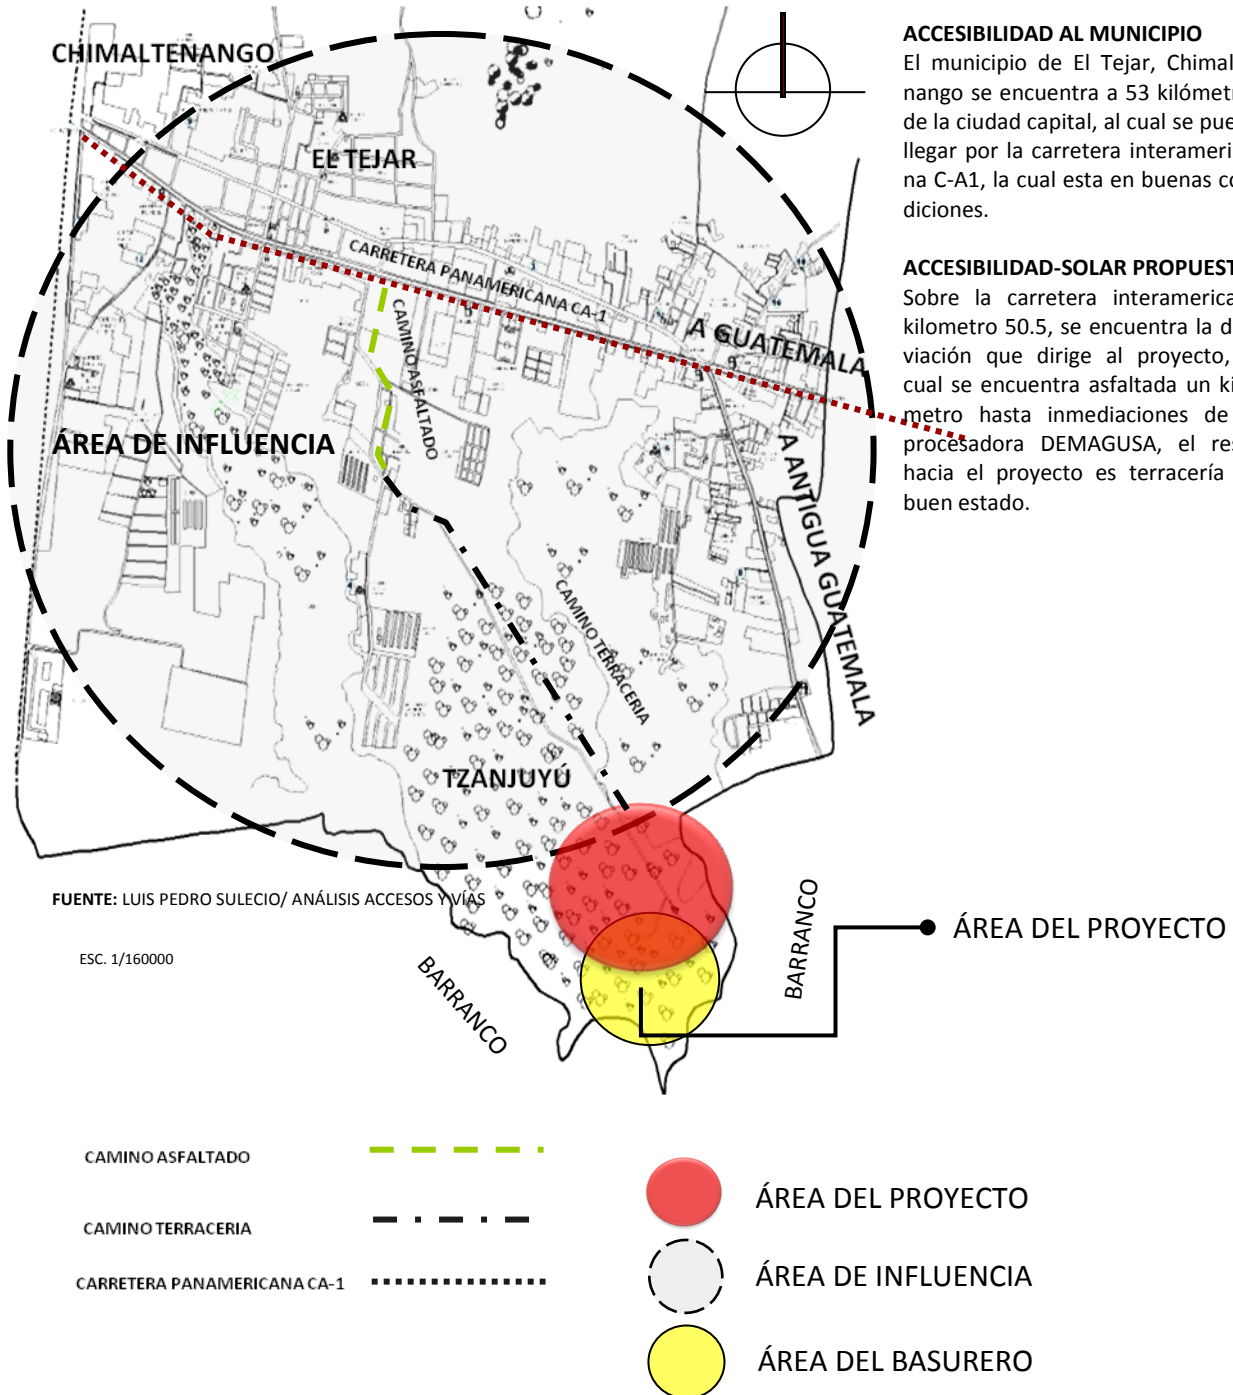 CHIMALTENANGO
EL TEJAR
CARRETERA PANAMERICANA CA-1
A GUATEMALA
CAMINO ASFALTADO
ÁREA DE INFLUENCIA
A ANTIGUA GUATEMALA
CAMINO TERRACERIA
TZANJUYÚ
BARRANCO
BARRANCO
ÁREA DEL PROYECTO
FUENTE: LUIS PEDRO SULECIO/ ANÁLISIS ACCESOS Y VÍAS
ESC. 1/160000
ACCESIBILIDAD AL MUNICIPIO
El municipio de El Tejar, Chimal
nango se encuentra a 53 kilómetr
de la ciudad capital, al cual se pue
llegar por la carretera interameri
na C-A1, la cual esta en buenas co
diciones.
ACCESIBILIDAD-SOLAR PROPUEST
Sobre la carretera interamerica
kilometro 50.5, se encuentra la d
viación que dirige al proyecto,
cual se encuentra asfaltada un ki
metro hasta inmediaciones de
procesadora DEMAGUSA, el res
hacia el proyecto es terracería
buen estado.
CAMINO ASFALTADO
CAMINO TERRACERIA
CARRETERA PANAMERICANA CA-1
ÁREA DEL PROYECTO
ÁREA DE INFLUENCIA
ÁREA DEL BASURERO